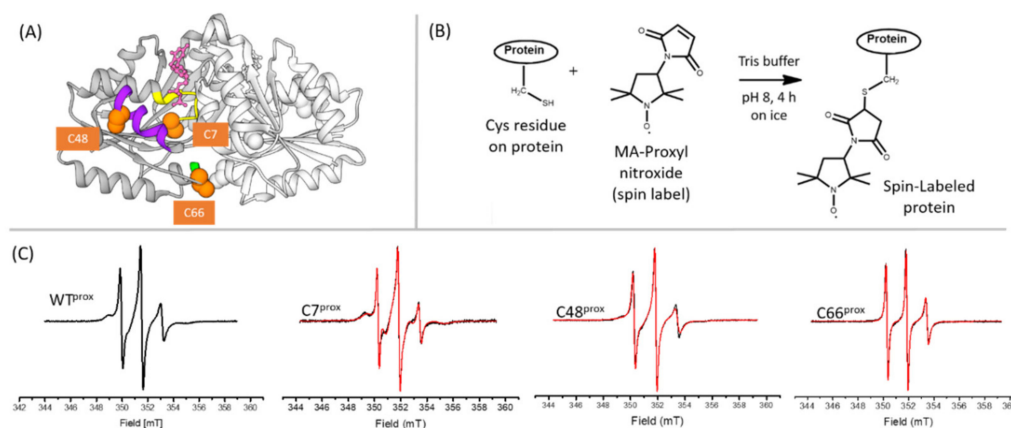 (A)
C48
C7
C66
(B)
Protein
H₂C
SH
Cys residue
on protein
+
O
N
O
N
O
·
MA-Proxyl
nitroxide
(spin label)
Tris buffer
pH 8, 4 h
on ice
Protein
CH₂
S
O
N
O
N
O
·
Spin-Labeled
protein
(C)
WTᵖʳᵒˣ
342 344 346 348 350 352 354 356 358 360 362
Field [mT]
C7ᵖʳᵒˣ
344 346 348 350 352 354 356 358 360
Field (mT)
C48ᵖʳᵒˣ
344 346 348 350 352 354 356 358 360
Field (mT)
C66ᵖʳᵒˣ
344 346 348 350 352 354 356 358
Field (mT)